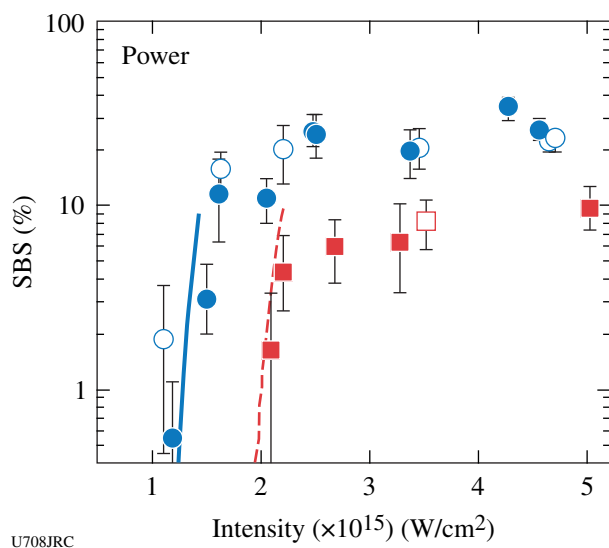 100
Power
10
SBS (%)
1
1 2 3 4 5
Intensity (×10¹⁵) (W/cm²)
U708JRC